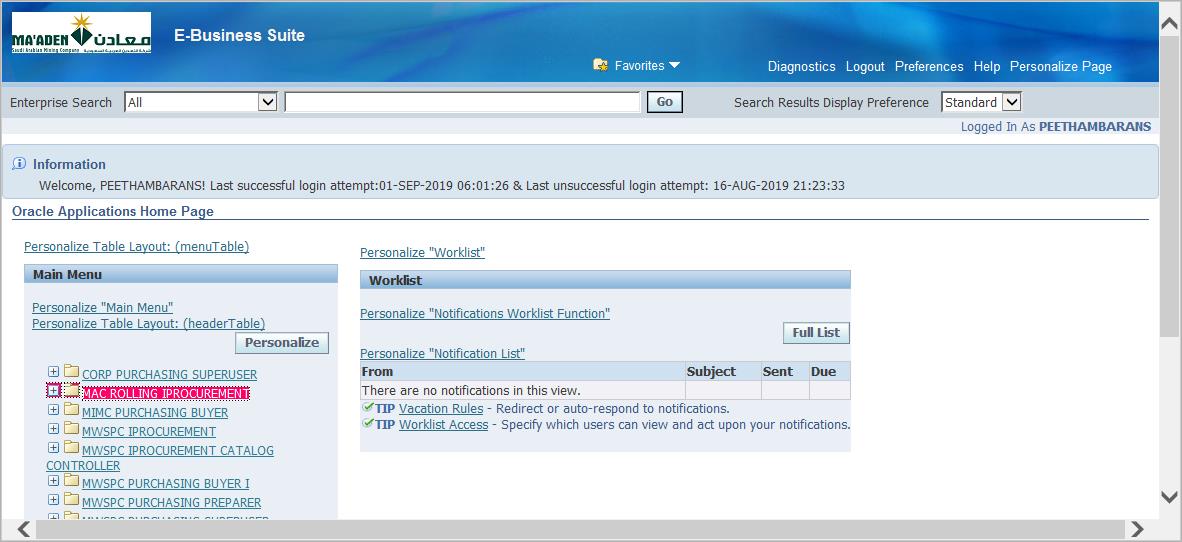 MA'ADEN معادن
Saudi Arabian Mining Company شركة التعدين العربية السعودية
E-Business Suite
Favorites
Diagnostics Logout Preferences Help Personalize Page
Enterprise Search All Go Search Results Display Preference Standard
Logged In As PEETHAMBARANS
Information
Welcome, PEETHAMBARANS! Last successful login attempt:01-SEP-2019 06:01:26 & Last unsuccessful login attempt: 16-AUG-2019 21:23:33
Oracle Applications Home Page
Personalize Table Layout: (menuTable)
Main Menu
Personalize "Main Menu"
Personalize Table Layout: (headerTable)
Personalize
CORP PURCHASING SUPERUSER
MAC ROLLING IPROCUREMENT
MIMC PURCHASING BUYER
MWSPC IPROCUREMENT
MWSPC IPROCUREMENT CATALOG
CONTROLLER
MWSPC PURCHASING BUYER I
MWSPC PURCHASING PREPARER
MWSPC PURCHASING SUPERUSER
Personalize "Worklist"
Worklist
Personalize "Notifications Worklist Function"
Full List
Personalize "Notification List"
From Subject Sent Due
There are no notifications in this view.
TIP Vacation Rules - Redirect or auto-respond to notifications.
TIP Worklist Access - Specify which users can view and act upon your notifications.